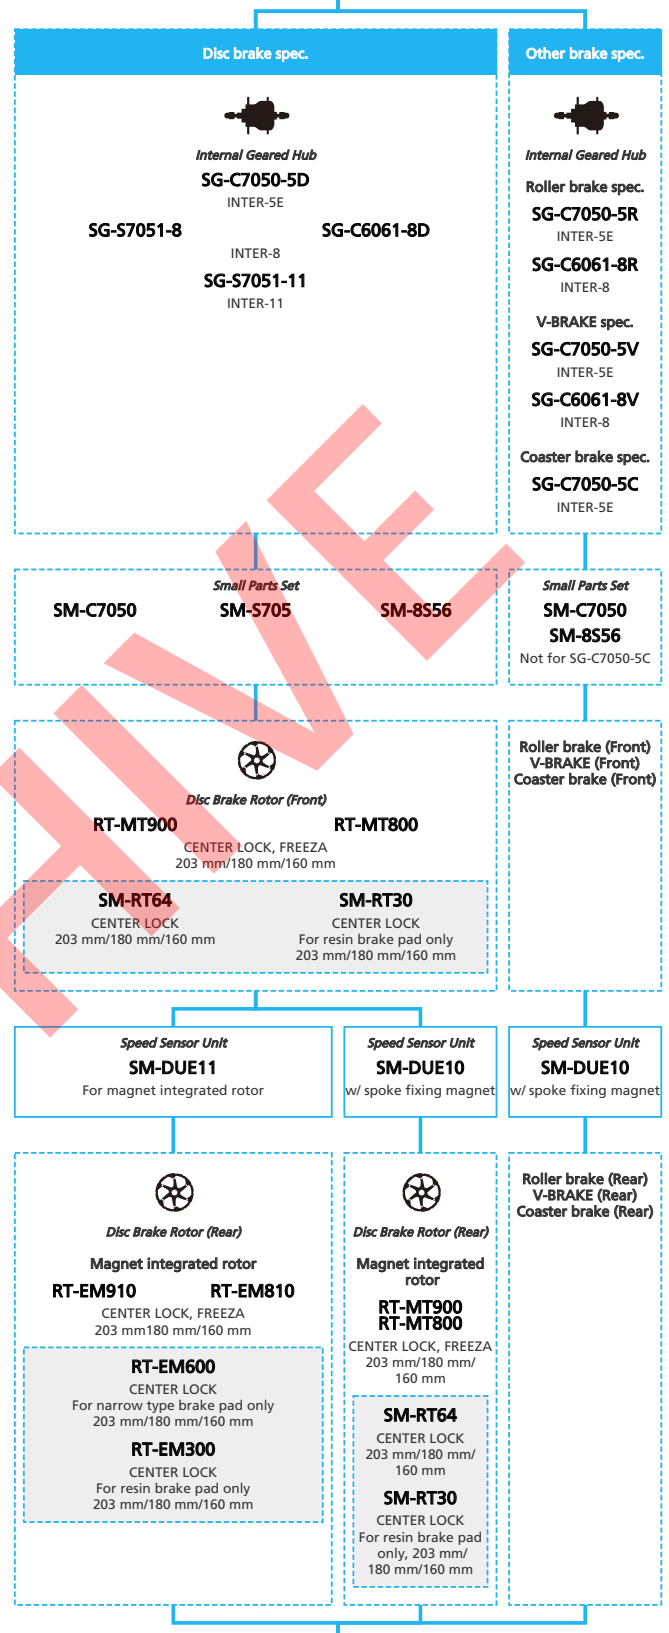 Disc brake spec.
Internal Geared Hub
SG-C7050-5D
INTER-5E
SG-S7051-8 SG-C6061-8D
INTER-8
SG-S7051-11
INTER-11
Other brake spec.
Internal Geared Hub
Roller brake spec.
SG-C7050-5R
INTER-5E
SG-C6061-8R
INTER-8
V-BRAKE spec.
SG-C7050-5V
INTER-5E
SG-C6061-8V
INTER-8
Coaster brake spec.
SG-C7050-5C
INTER-5E
Small Parts Set
SM-C7050 SM-S705 SM-8S56
Small Parts Set
SM-C7050
SM-8S56
Not for SG-C7050-5C
Disc Brake Rotor (Front)
RT-MT900 RT-MT800
CENTER LOCK, FREEZA
203 mm/180 mm/160 mm
SM-RT64
CENTER LOCK
203 mm/180 mm/160 mm
SM-RT30
CENTER LOCK
For resin brake pad only
203 mm/180 mm/160 mm
Roller brake (Front)
V-BRAKE (Front)
Coaster brake (Front)
Speed Sensor Unit
SM-DUE11
For magnet integrated rotor
Speed Sensor Unit
SM-DUE10
w/ spoke fixing magnet
Speed Sensor Unit
SM-DUE10
w/ spoke fixing magnet
Disc Brake Rotor (Rear)
Magnet integrated rotor
RT-EM910 RT-EM810
CENTER LOCK, FREEZA
203 mm180 mm/160 mm
RT-EM600
CENTER LOCK
For narrow type brake pad only
203 mm/180 mm/160 mm
RT-EM300
CENTER LOCK
For resin brake pad only
203 mm/180 mm/160 mm
Disc Brake Rotor (Rear)
Magnet integrated
rotor
RT-MT900
RT-MT800
CENTER LOCK, FREEZA
203 mm/180 mm/
160 mm
SM-RT64
CENTER LOCK
203 mm/180 mm/
160 mm
SM-RT30
CENTER LOCK
For resin brake pad
only, 203 mm/
180 mm/160 mm
Roller brake (Rear)
V-BRAKE (Rear)
Coaster brake (Rear)
HIVE